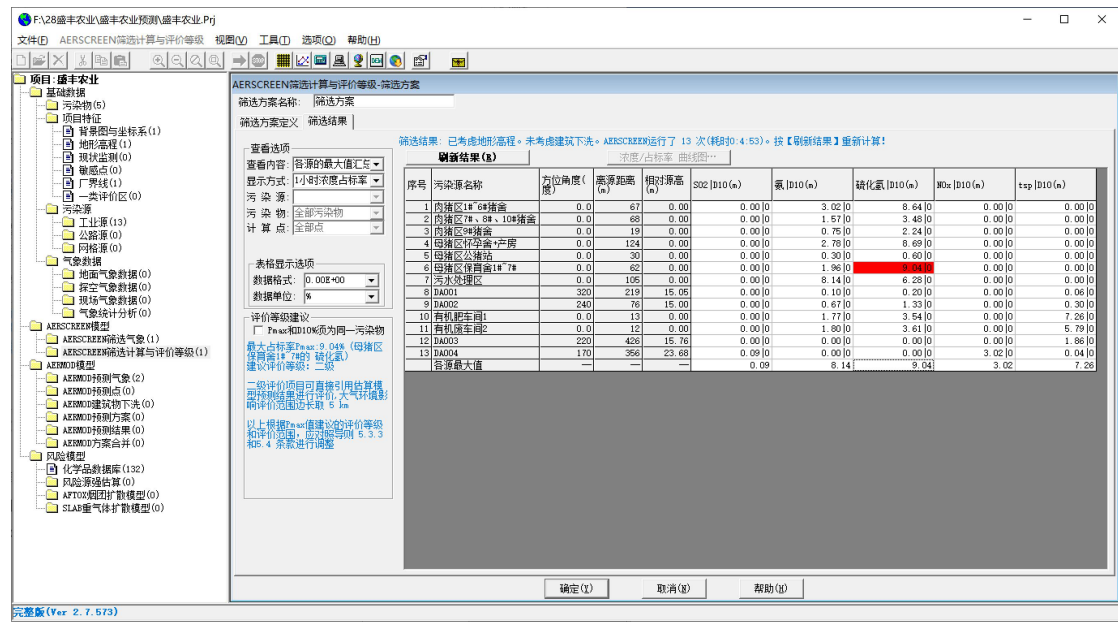 F:\28盛丰农业\盛丰农业预测\盛丰农业.Prj
文件(F) AERSCREEN筛选计算与评价等级 视图(V) 工具(T) 选项(O) 帮助(H)
项目:盛丰农业
基础数据
污染物(5)
项目特征
背景图与坐标系(1)
地形高程(1)
现状监测(0)
敏感点(0)
厂界线(1)
一类评价区(0)
污染源
工业源(13)
公路源(0)
网格源(0)
气象数据
地面气象数据(0)
探空气象数据(0)
现场气象数据(0)
气象统计分析(0)
AERSCREEN模型
AERSCREEN筛选气象(1)
AERSCREEN筛选计算与评价等级(1)
AERMOD模型
AERMOD预测气象(2)
AERMOD预测点(0)
AERMOD建筑物下洗(0)
AERMOD预测方案(0)
AERMOD预测结果(0)
AERMOD方案合并(0)
风险模型
化学品数据库(132)
风险源强估算(0)
AFTOX烟团扩散模型(0)
SLAB重气体扩散模型(0)
AERSCREEN筛选计算与评价等级-筛选方案
筛选方案名称: 筛选方案
筛选方案定义 筛选结果
筛选结果: 已考虑地形高程。未考虑建筑下洗。AERSCREEN运行了 13 次(耗时0:4:53)。按【刷新结果】重新计算!
刷新结果(R) 浓度/占标率 曲线图…
查看选项
查看内容: 各源的最大值汇总
显示方式: 1小时浓度占标率
污 染 源:
污 染 物: 全部污染物
计 算 点: 全部点
表格显示选项
数据格式: 0.00E+00
数据单位: %
评价等级建议
Pmax和D10%须为同一污染物
最大占标率Pmax:9.04% (母猪区保育舍1#~7#的 硫化氢)
建议评价等级: 二级
二级评价项目可直接引用估算模型预测结果进行评价,大气环境影响评价范围边长取 5 km
以上根据Pmax值建议的评价等级和评价范围, 应对照导则 5.3.3 和5.4 条款进行调整
序号 污染源名称 方位角度(度) 离源距离(m) 相对源高(m) SO2|D10(m) 氨|D10(m) 硫化氢|D10(m) NOx|D10(m) tsp|D10(m)
1 肉猪区1#~6#猪舍 0.0 67 0.00 0.00|0 3.02|0 8.64|0 0.00|0 0.00|0
2 肉猪区7#、8#、10#猪舍 0.0 68 0.00 0.00|0 1.57|0 3.48|0 0.00|0 0.00|0
3 肉猪区9#猪舍 0.0 19 0.00 0.00|0 0.75|0 2.24|0 0.00|0 0.00|0
4 母猪区怀孕舍+产房 0.0 124 0.00 0.00|0 2.78|0 8.69|0 0.00|0 0.00|0
5 母猪区公猪站 0.0 30 0.00 0.00|0 0.30|0 0.60|0 0.00|0 0.00|0
6 母猪区保育舍1#~7# 0.0 62 0.00 0.00|0 1.96|0 9.04|0 0.00|0 0.00|0
7 污水处理区 0.0 105 0.00 0.00|0 8.14|0 6.28|0 0.00|0 0.00|0
8 DA001 320 219 15.05 0.00|0 0.10|0 0.20|0 0.00|0 0.06|0
9 DA002 240 76 15.00 0.00|0 0.67|0 1.33|0 0.00|0 0.30|0
10 有机肥车间1 0.0 13 0.00 0.00|0 1.77|0 3.54|0 0.00|0 7.26|0
11 有机废车间2 0.0 12 0.00 0.00|0 1.80|0 3.61|0 0.00|0 5.79|0
12 DA003 220 426 15.76 0.00|0 0.00|0 0.00|0 0.00|0 1.86|0
13 DA004 170 356 23.68 0.09|0 0.00|0 0.00|0 3.02|0 0.04|0
各源最大值 — — — 0.09 8.14 9.04 3.02 7.26
确定(Y) 取消(N) 帮助(H)
完整版(Ver 2.7.573)